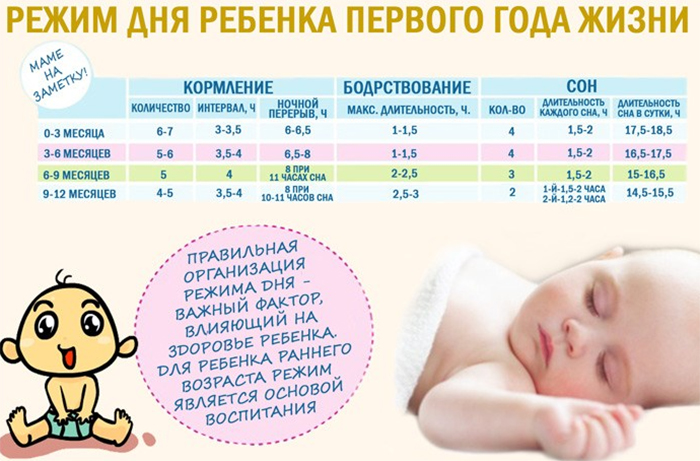 РЕЖИМ ДНЯ РЕБЕНКА ПЕРВОГО ГОДА ЖИЗНИ
МАМЕ
НА
ЗАМЕТКУ!
КОРМЛЕНИЕ БОДРСТВОВАНИЕ СОН
КОЛИЧЕСТВО ИНТЕРВАЛ, Ч НОЧНОЙ ПЕРЕРЫВ, Ч МАКС. ДЛИТЕЛЬНОСТЬ, Ч. КОЛ-ВО ДЛИТЕЛЬНОСТЬ КАЖДОГО СНА, Ч ДЛИТЕЛЬНОСТЬ СНА В СУТКИ, Ч
0-3 МЕСЯЦА 6-7 3-3,5 6-6,5 1-1,5 4 1,5-2 17,5-18,5
3-6 МЕСЯЦЕВ 5-6 3,5-4 6,5-8 1-1,5 4 1,5-2 16,5-17,5
6-9 МЕСЯЦЕВ 5 4 8 ПРИ 11 ЧАСАХ СНА 2-2,5 3 1,5-2 15-16,5
9-12 МЕСЯЦЕВ 4-5 3,5-4 8 ПРИ 10-11 ЧАСОВ СНА 2,5-3 2 1-Й-1,5-2 ЧАСА 2-Й-1,2-2 ЧАСА 14,5-15,5
ПРАВИЛЬНАЯ
ОРГАНИЗАЦИЯ
РЕЖИМА ДНЯ -
ВАЖНЫЙ ФАКТОР,
ВЛИЯЮЩИЙ НА
ЗДОРОВЬЕ РЕБЕНКА.
ДЛЯ РЕБЕНКА РАННЕГО
ВОЗРАСТА РЕЖИМ
ЯВЛЯЕТСЯ ОСНОВОЙ
ВОСПИТАНИЯ